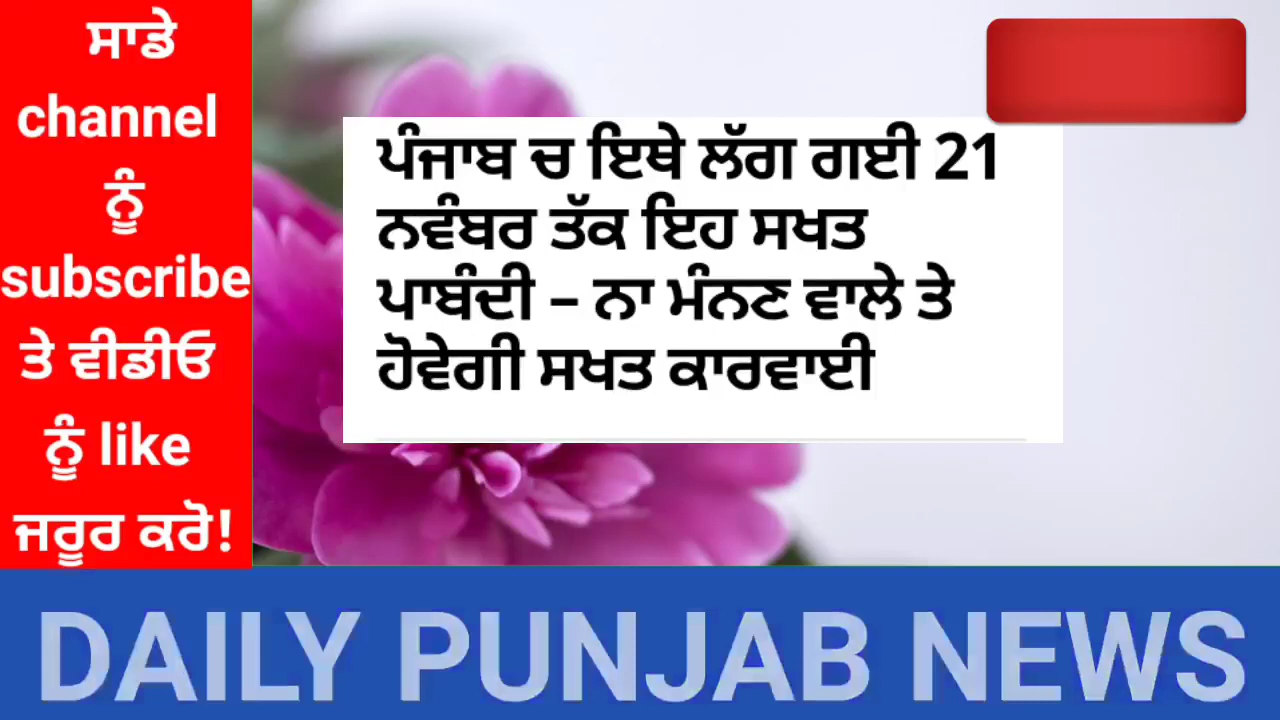 ਸਾਡੇ
channel
ਨੂੰ
subscribe
ਤੇ ਵੀਡੀਓ
ਨੂੰ like
ਜਰੂਰ ਕਰੋ!
ਪੰਜਾਬ ਚ ਇਥੇ ਲੱਗ ਗਈ 21
ਨਵੰਬਰ ਤੱਕ ਇਹ ਸਖਤ
ਪਾਬੰਦੀ – ਨਾ ਮੰਨਣ ਵਾਲੇ ਤੇ
ਹੋਵੇਗੀ ਸਖਤ ਕਾਰਵਾਈ
DAILY PUNJAB NEWS